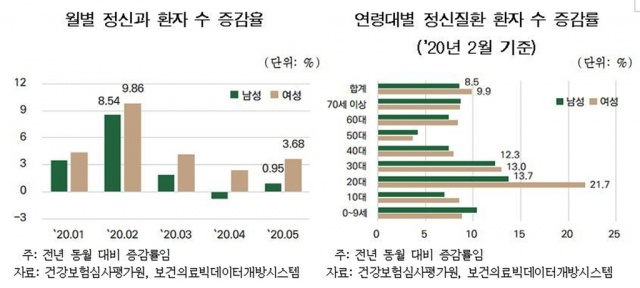 월별 정신과 환자 수 증감율
(단위: %)
12
9
6
3
0
-3
8.54
9.86
0.95
3.68
남성
여성
'20.01
'20.02
'20.03
'20.04
'20.05
주: 전년 동월 대비 증감률임
자료: 건강보험심사평가원, 보건의료빅데이터개방시스템
연령대별 정신질환 환자 수 증감률
('20년 2월 기준)
(단위: %)
합계
70세 이상
60대
50대
40대
30대
20대
10대
0-9세
8.5
9.9
12.3
13.0
13.7
21.7
남성
여성
0
5
10
15
20
25
주: 전년 동월 대비 증감률임
자료: 건강보험심사평가원, 보건의료빅데이터개방시스템